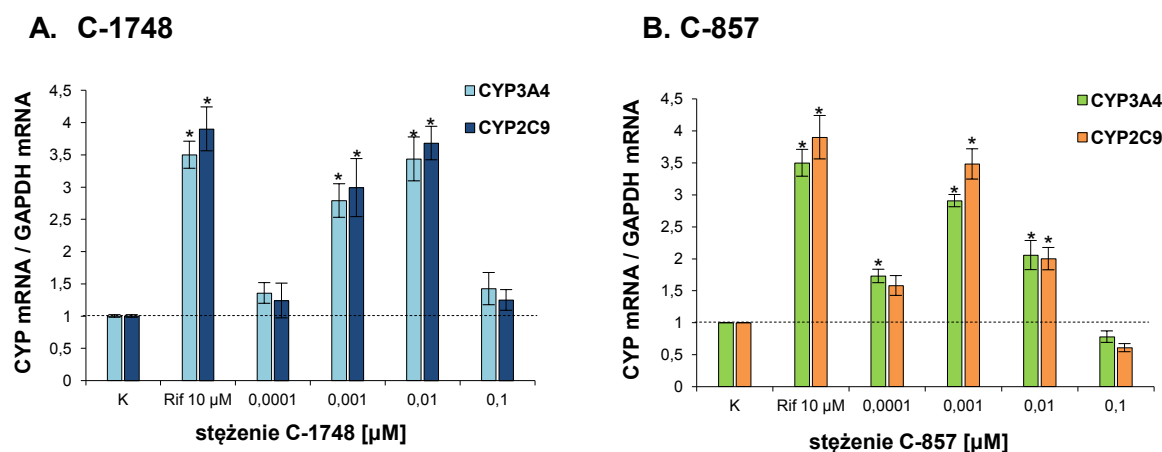 A. C-1748
CYP mRNA / GAPDH mRNA
4,5
4
3,5
3
2,5
2
1,5
1
0,5
0
* * * * * *
CYP3A4
CYP2C9
K Rif 10 µM 0,0001 0,001 0,01 0,1
stężenie C-1748 [µM]
B. C-857
CYP mRNA / GAPDH mRNA
4,5
4
3,5
3
2,5
2
1,5
1
0,5
0
* * * * * * *
CYP3A4
CYP2C9
K Rif 10 µM 0,0001 0,001 0,01 0,1
stężenie C-857 [µM]